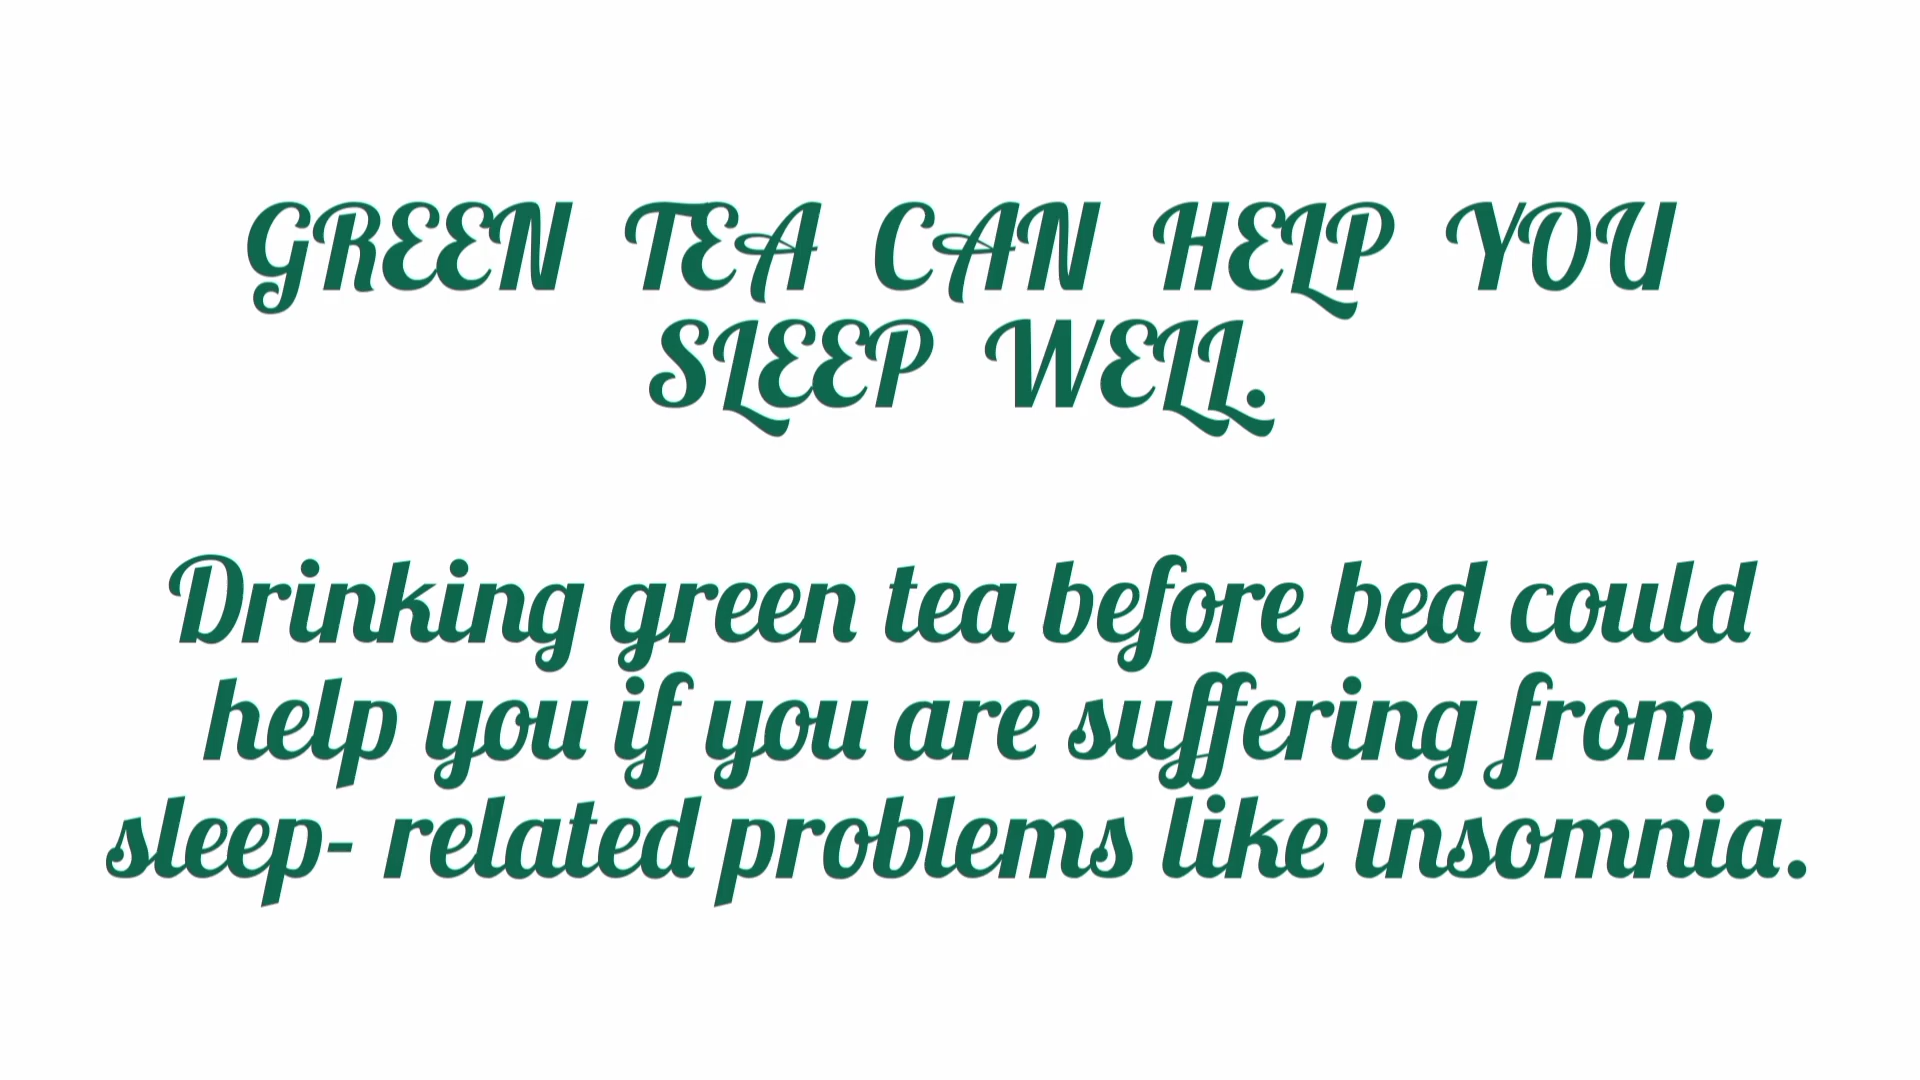 GREEN TEA CAN HELP YOU
SLEEP WELL.
Drinking green tea before bed could
help you if you are suffering from
sleep- related problems like insomnia.